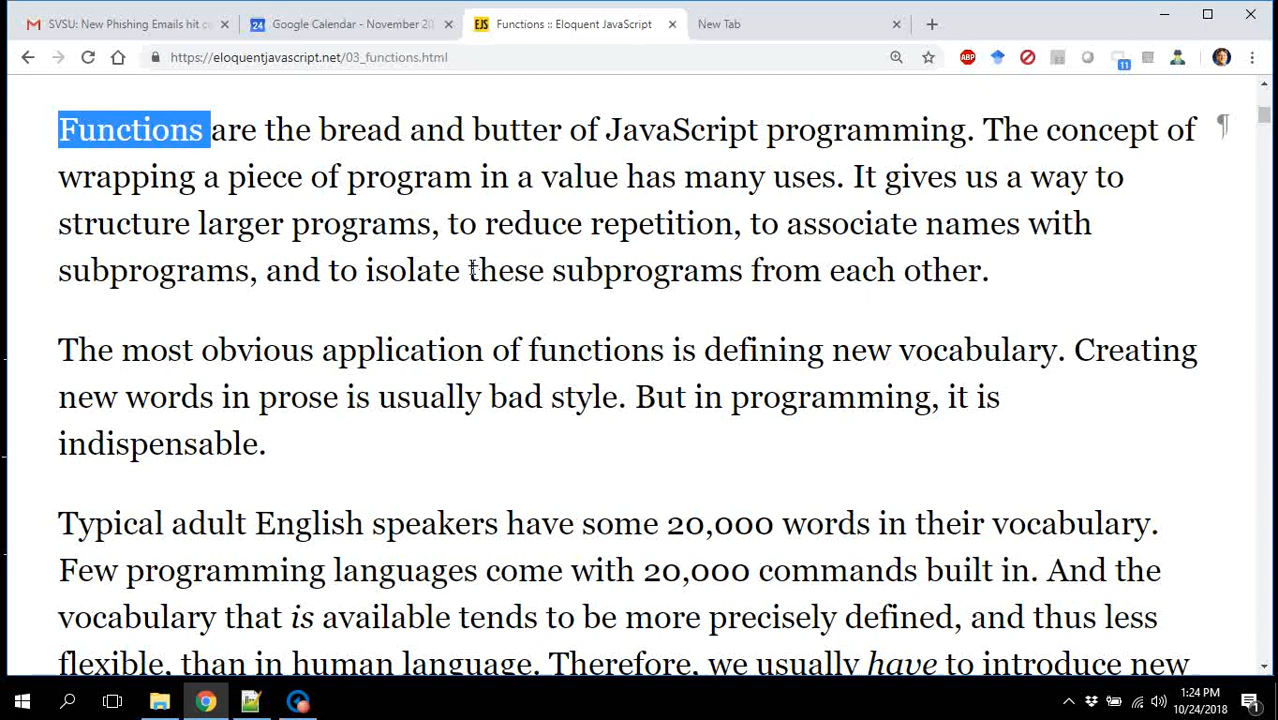 SVSU: New Phishing Emails hit
24 Google Calendar - November 20
EJS Functions :: Eloquent JavaScript
New Tab
https://eloquentjavascript.net/03_functions.html
ABP
11
Functions are the bread and butter of JavaScript programming. The concept of ¶
wrapping a piece of program in a value has many uses. It gives us a way to
structure larger programs, to reduce repetition, to associate names with
subprograms, and to isolate these subprograms from each other.
The most obvious application of functions is defining new vocabulary. Creating
new words in prose is usually bad style. But in programming, it is
indispensable.
Typical adult English speakers have some 20,000 words in their vocabulary.
Few programming languages come with 20,000 commands built in. And the
vocabulary that is available tends to be more precisely defined, and thus less
flexible, than in human language. Therefore, we usually have to introduce new
1:24 PM
10/24/2018
1